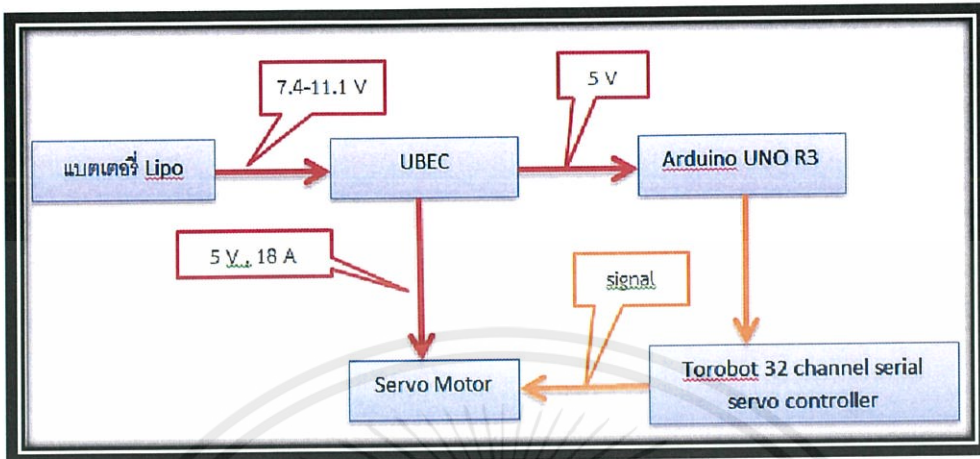 7.4-11.1 V
5 V
แบตเตอรี่ Lipo
UBEC
Arduino UNO R3
5 V , 18 A
signal
Servo Motor
Torobot 32 channel serial
servo controller